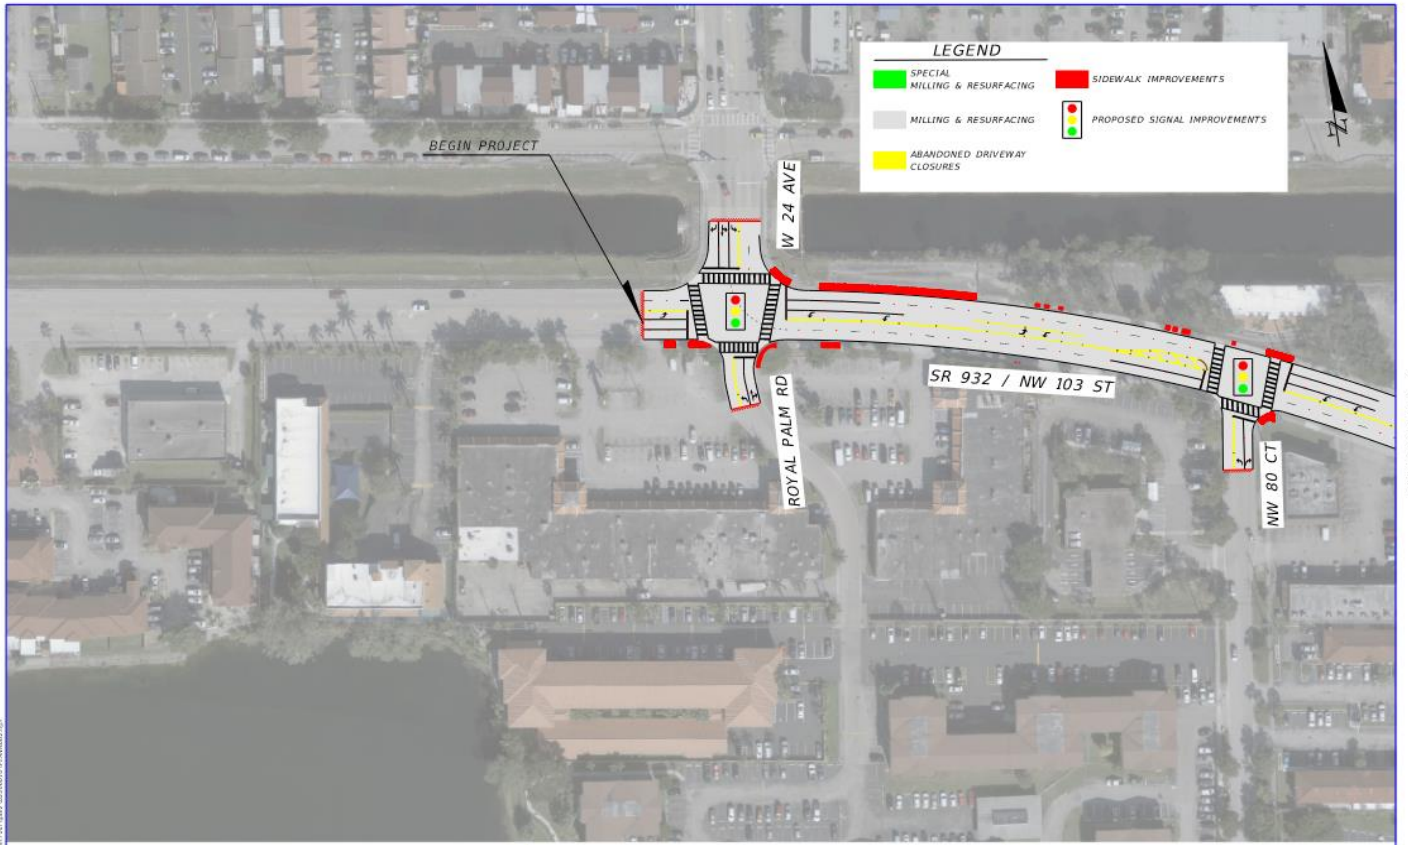 LEGEND
SPECIAL
MILLING & RESURFACING
SIDEWALK IMPROVEMENTS
MILLING & RESURFACING
PROPOSED SIGNAL IMPROVEMENTS
ABANDONED DRIVEWAY
CLOSURES
N
BEGIN PROJECT
W 24 AVE
SR 932 / NW 103 ST
ROYAL PALM RD
NW 80 CT